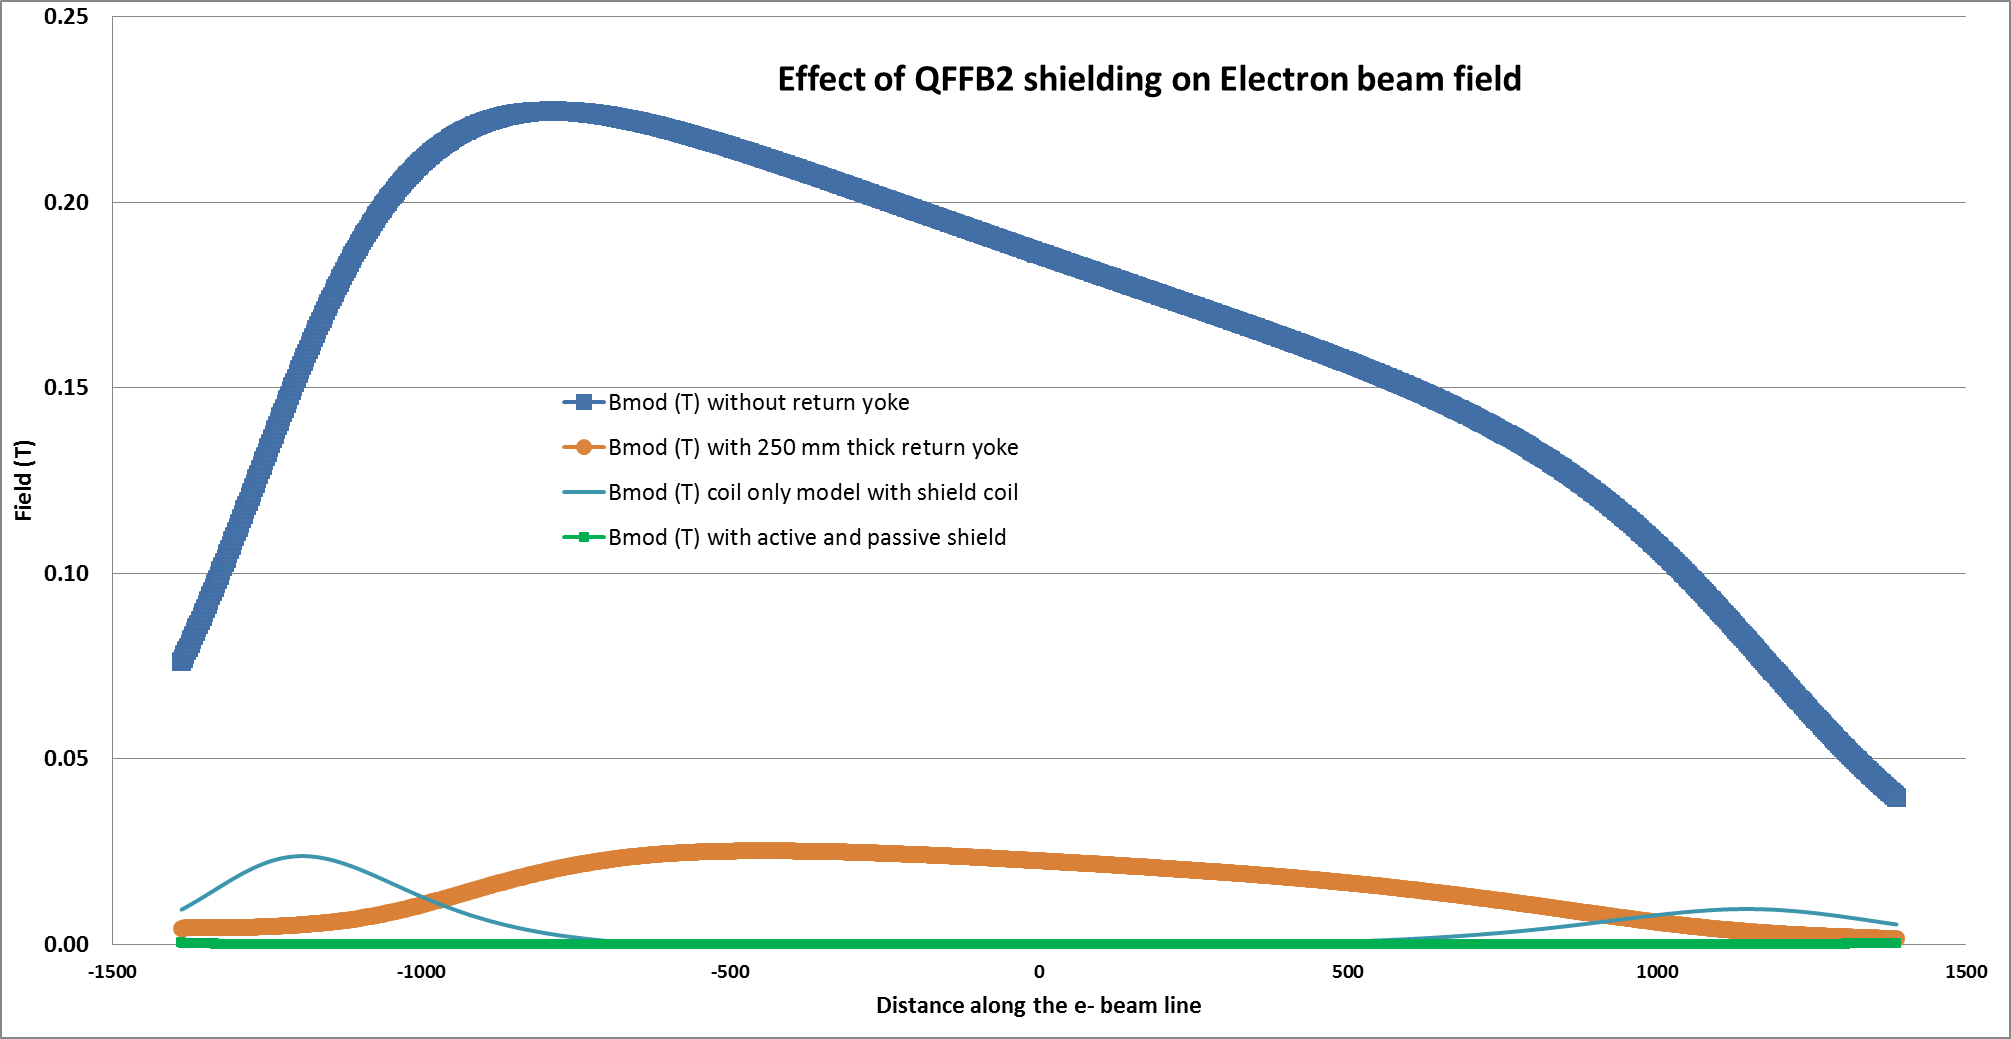 0.25
Effect of QFFB2 shielding on Electron beam field
0.20
0.15
Bmod (T) without return yoke
Bmod (T) with 250 mm thick return yoke
Field (T)
Bmod (T) coil only model with shield coil
Bmod (T) with active and passive shield
0.10
0.05
0.00
-1500 -1000 -500 0 500 1000 1500
Distance along the e- beam line